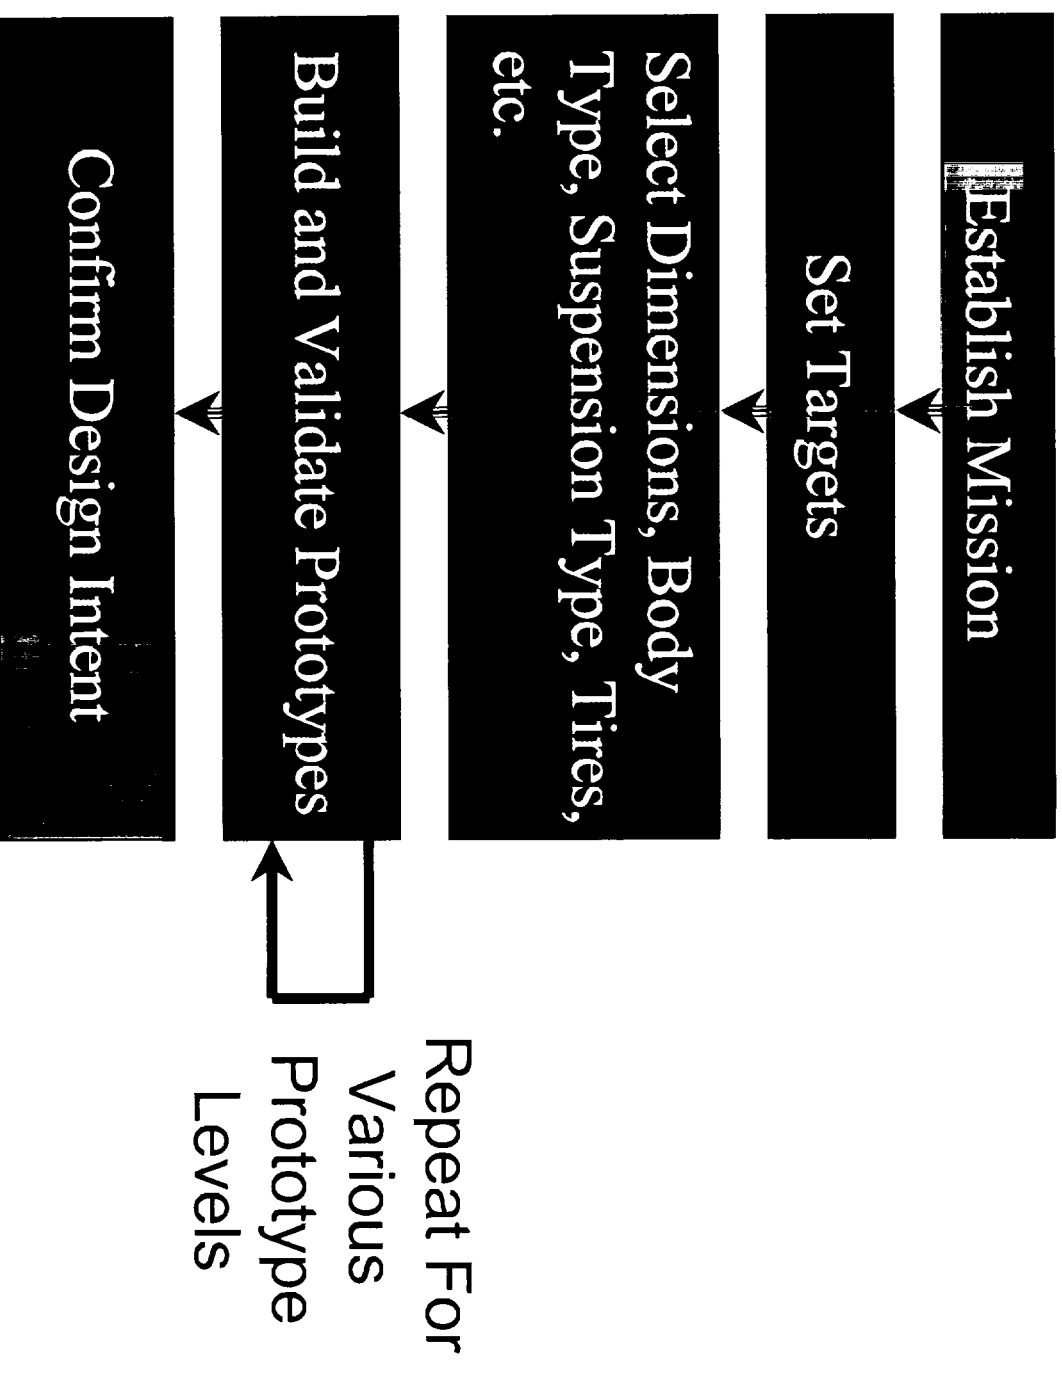 Establish Mission
Set Targets
Select Dimensions, Body
Type, Suspension Type, Tires,
etc.
Build and Validate Prototypes
Repeat For
Various
Prototype
Levels
Confirm Design Intent